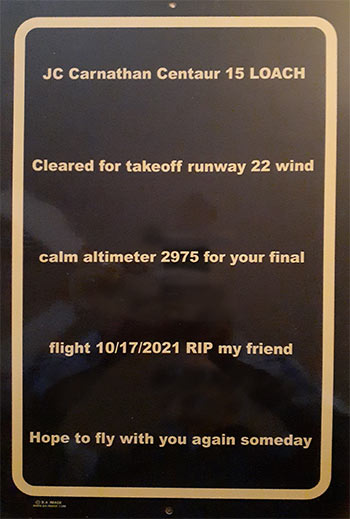 JC Carnathan Centaur 15 LOACH
Cleared for takeoff runway 22 wind
calm altimeter 2975 for your final
flight 10/17/2021 RIP my friend
Hope to fly with you again someday